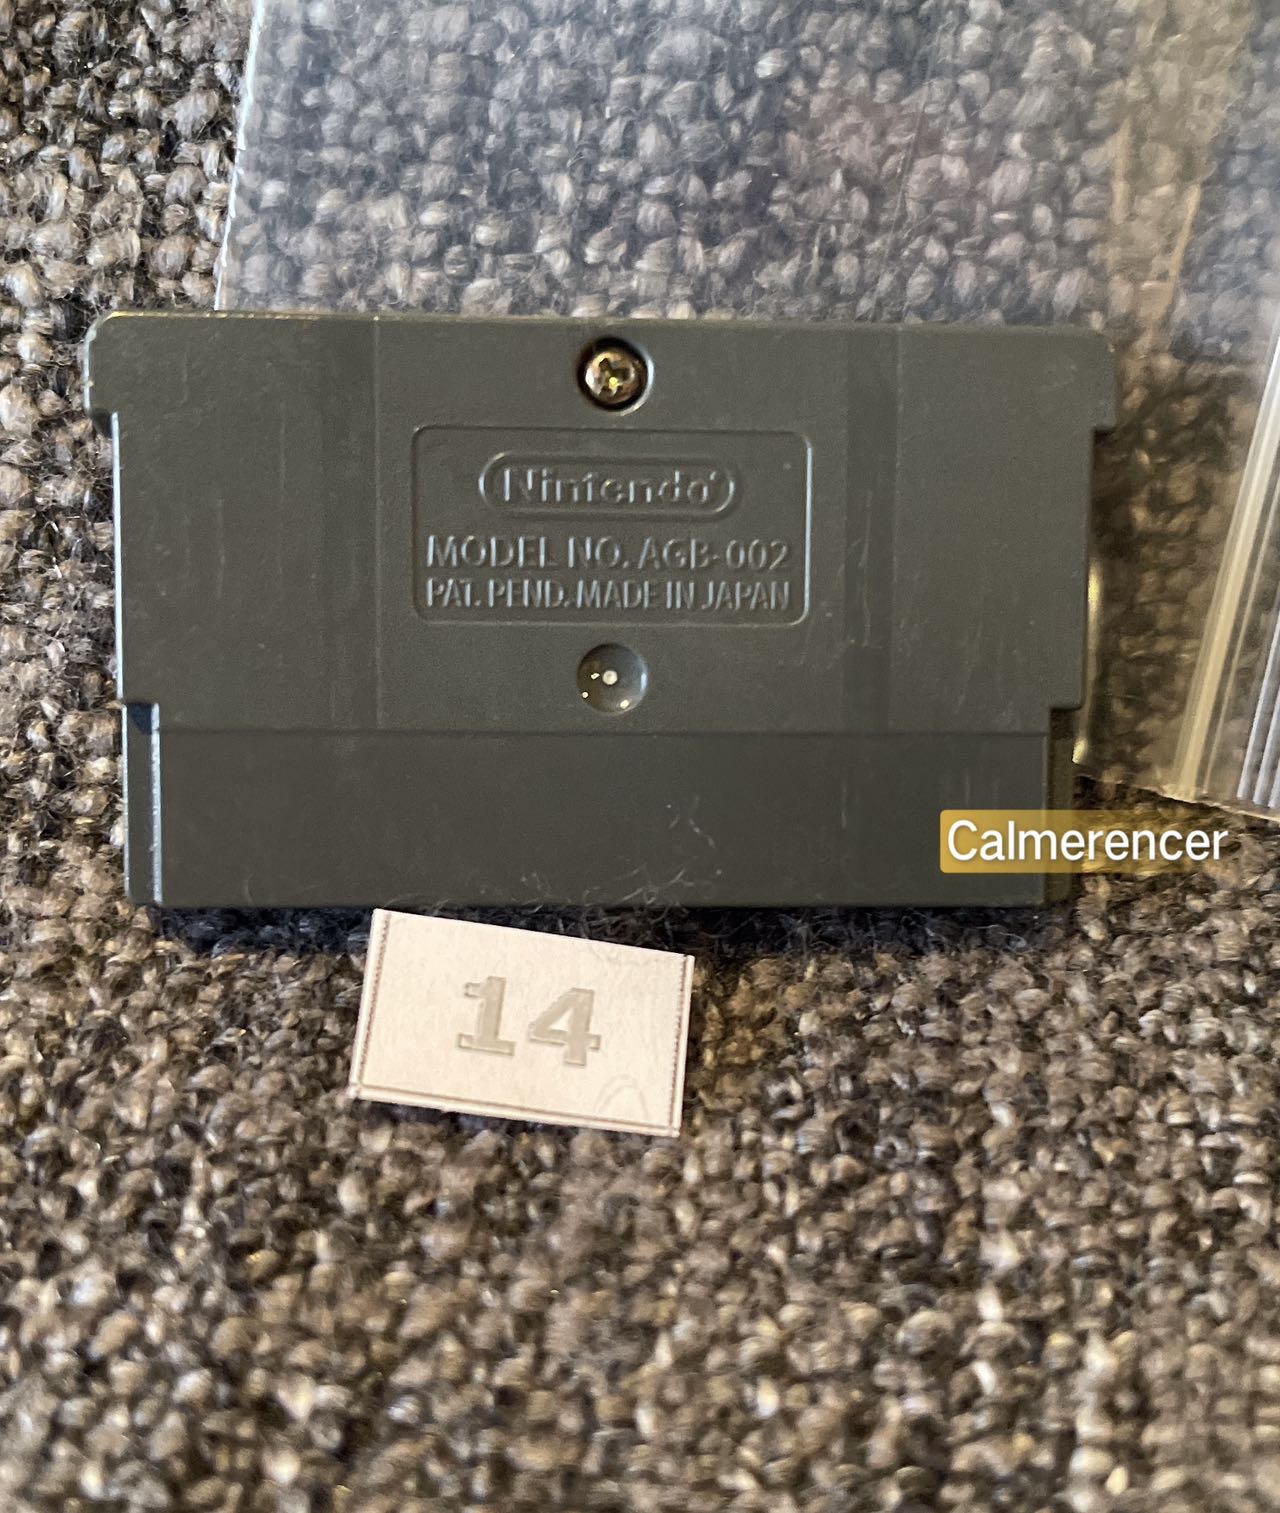 Nintendo®
MODEL NO. AGB-002
PAT. PEND. MADE IN JAPAN
Calmerencer
14